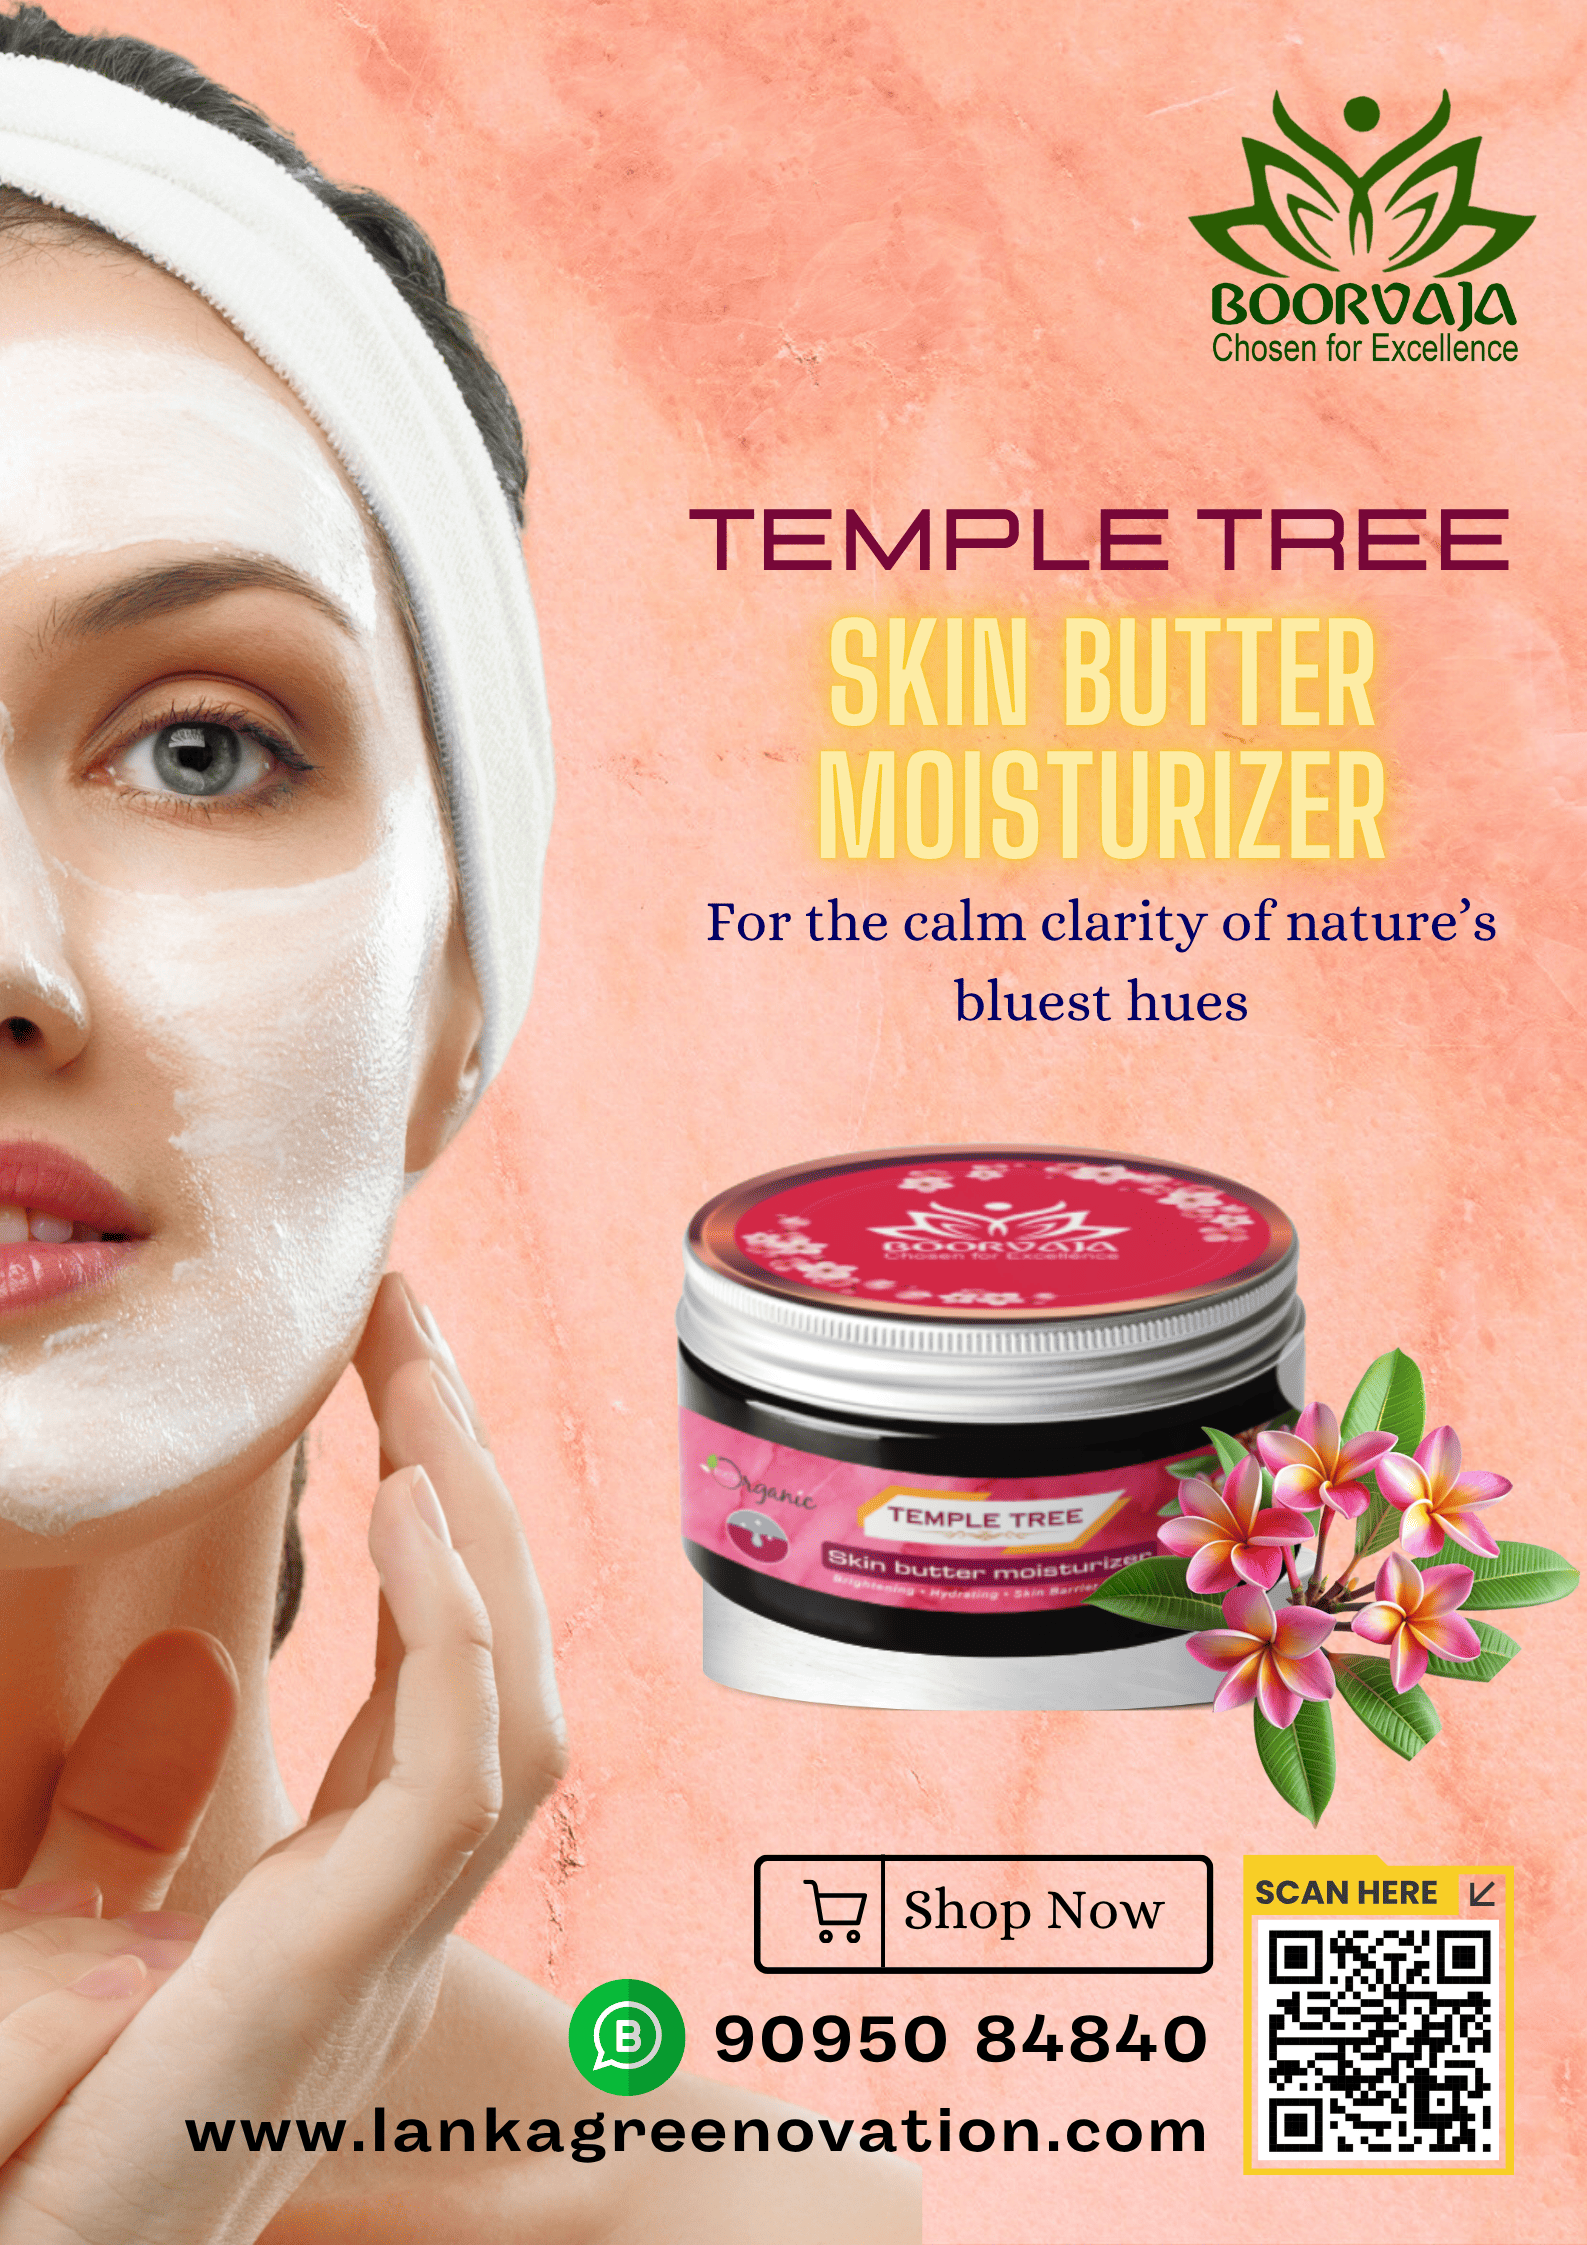 BOORVAJA
Chosen for Excellence
TEMPLE TREE
SKIN BUTTER
MOISTURIZER
For the calm clarity of nature’s
bluest hues
BOORVAJA
Chosen for Excellence
Organic
TEMPLE TREE
Skin butter moisturizer
Brightening • Hydrating • Skin Barrier
Shop Now
SCAN HERE
B
90950 84840
www.lankagreenovation.com